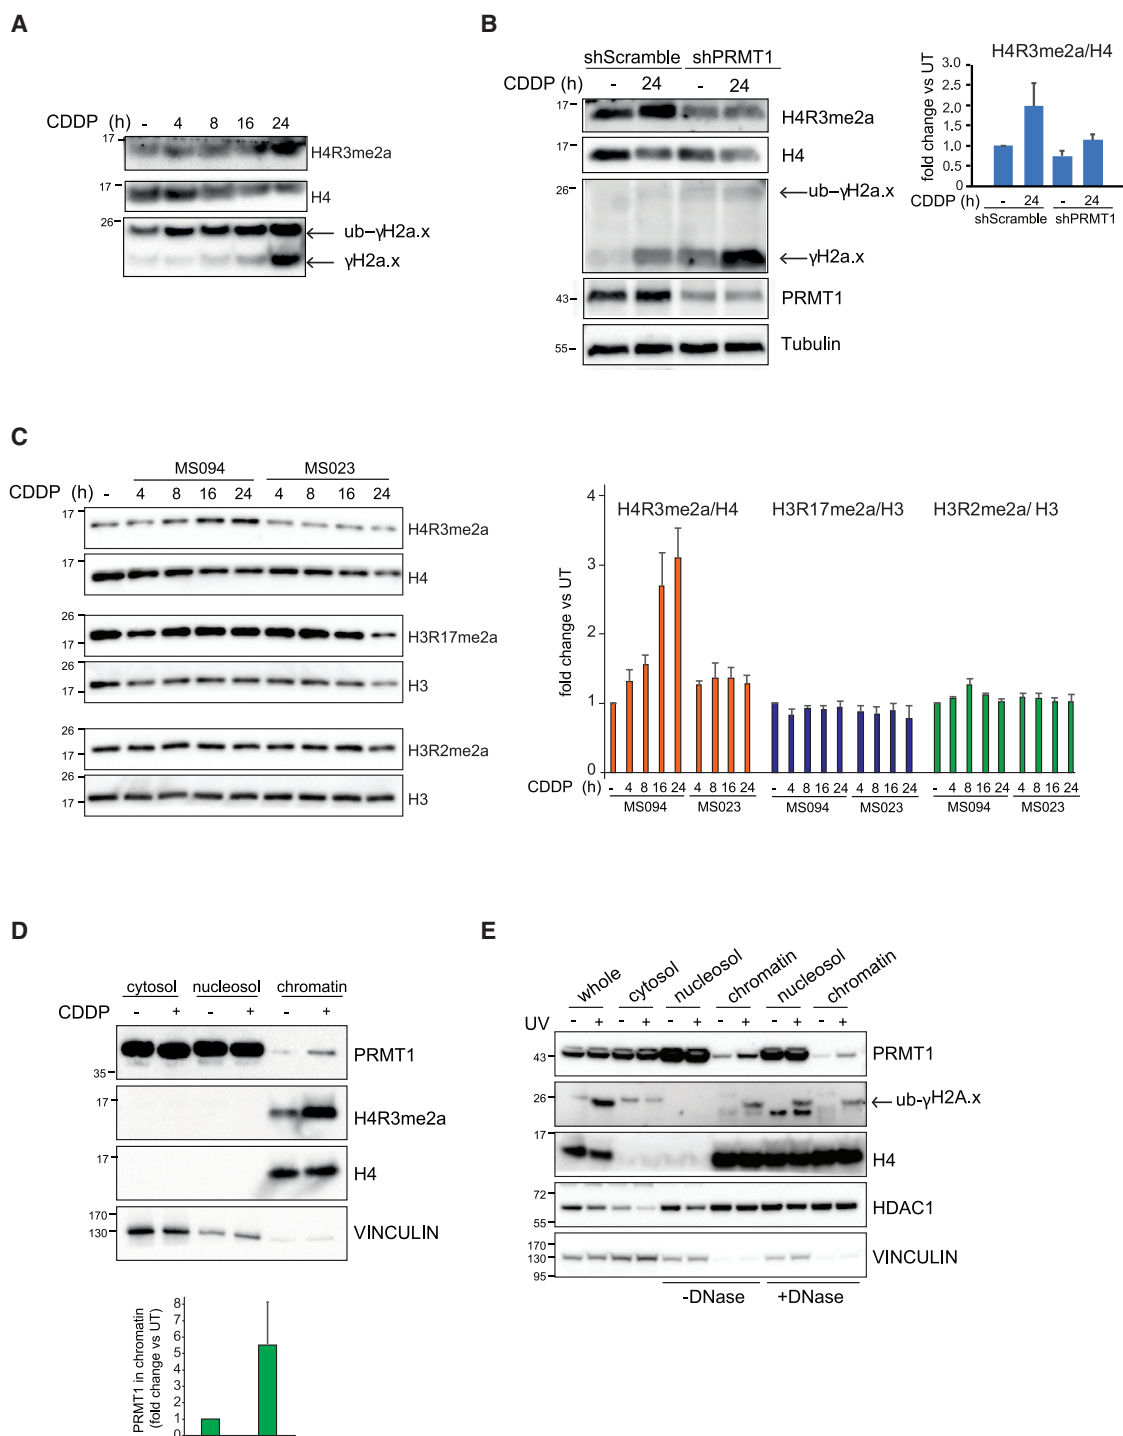 A
CDDP (h) - 4 8 16 24
17
H4R3me2a
17
H4
26
ub-γH2a.x
γH2a.x
B
shScramble shPRMT1
CDDP (h) - 24 - 24
17
H4R3me2a
17
H4
26
ub-γH2a.x
γH2a.x
43
PRMT1
55
Tubulin
H4R3me2a/H4
fold change vs UT
3.0
2.5
2.0
1.5
1.0
0.5
0
CDDP (h) - 24 - 24
shScramble shPRMT1
C
MS094 MS023
CDDP (h) - 4 8 16 24 4 8 16 24
17
H4R3me2a
17
H4
26
17
H3R17me2a
26
17
H3
26
17
H3R2me2a
26
17
H3
H4R3me2a/H4 H3R17me2a/H3 H3R2me2a/ H3
fold change vs UT
4
3
2
1
0
CDDP (h) - 4 8 16 24 4 8 16 24 - 4 8 16 24 4 8 16 24 - 4 8 16 24 4 8 16 24
MS094 MS023 MS094 MS023 MS094 MS023
D
cytosol nucleosol chromatin
CDDP - + - + - +
35
PRMT1
17
H4R3me2a
17
H4
170
130
VINCULIN
PRMT1 in chromatin
(fold change vs UT)
8
7
6
5
4
3
2
1
0
E
whole cytosol nucleosol chromatin nucleosol chromatin
UV - + - + - + - + - + - +
43
PRMT1
26
ub-γH2A.x
17
H4
72
55
HDAC1
170
130
95
VINCULIN
-DNase +DNase